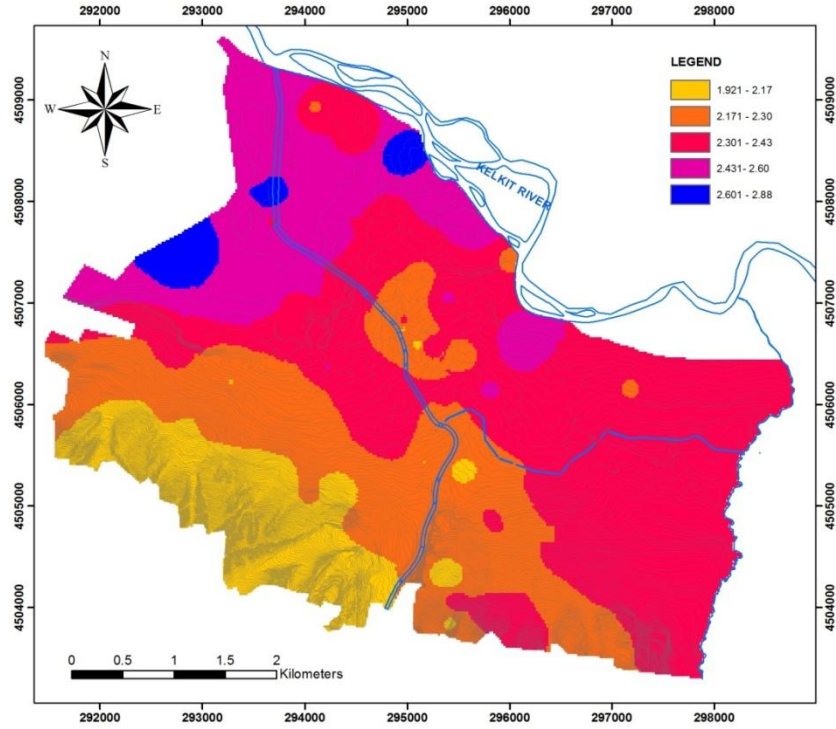 292000 293000 294000 295000 296000 297000 298000
N
W E
S
LEGEND
1.921 - 2.17
2.171 - 2.30
2.301 - 2.43
2.431- 2.60
2.601 - 2.88
KELKIT RIVER
4509000 4509000
4508000 4508000
4507000 4507000
4506000 4506000
4505000 4505000
4504000 4504000
0 0.5 1 1.5 2
Kilometers
292000 293000 294000 295000 296000 297000 298000